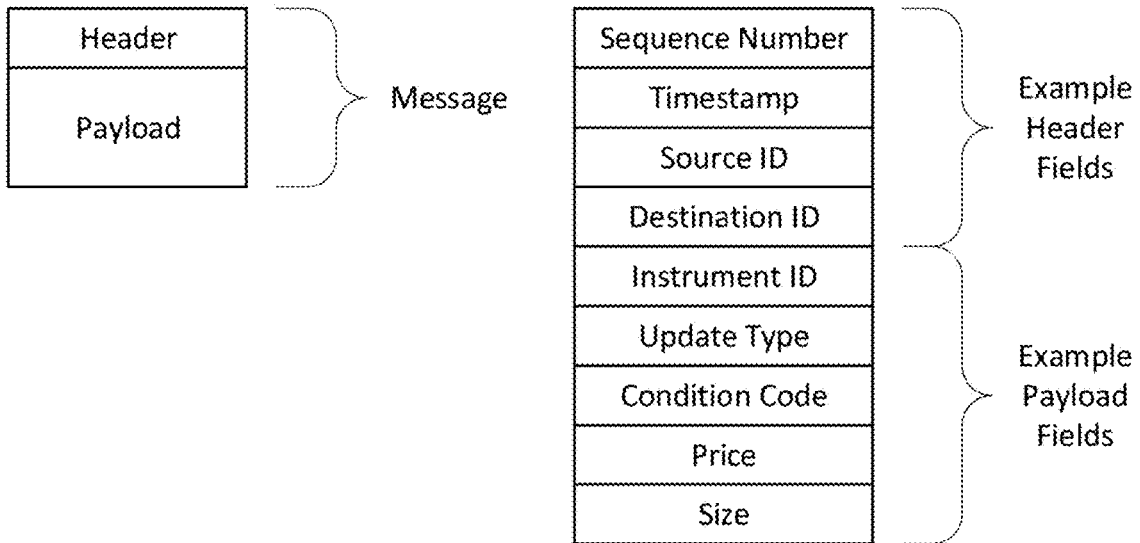 Header
Payload
Message
Sequence Number
Timestamp
Source ID
Destination ID
Instrument ID
Update Type
Condition Code
Price
Size
Example
Header
Fields
Example
Payload
Fields